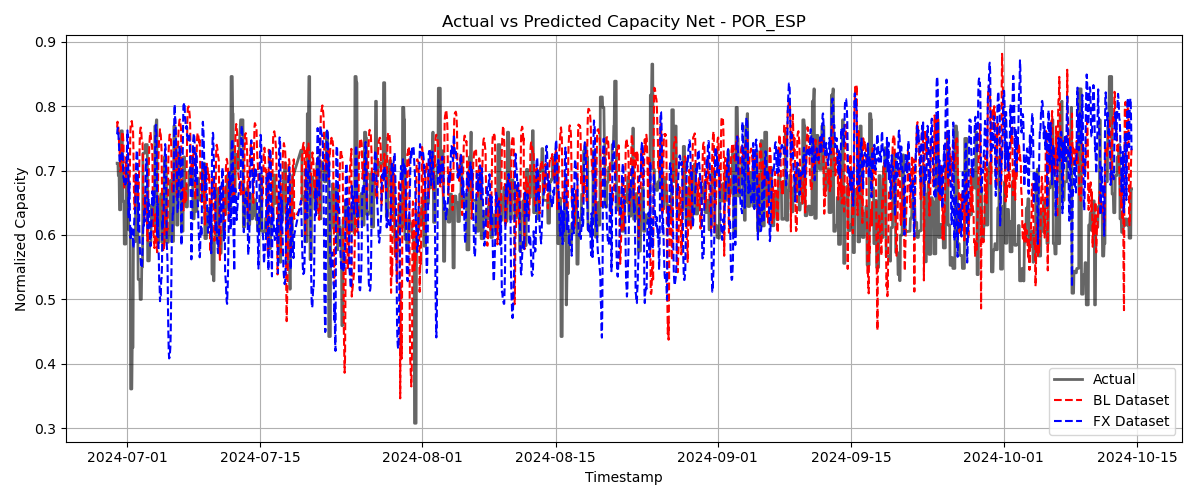 Actual vs Predicted Capacity Net - POR_ESP
0.9
0.8
0.7
0.6
0.5
0.4
0.3
Normalized Capacity
Actual
BL Dataset
FX Dataset
2024-07-01
2024-07-15
2024-08-01
2024-08-15
2024-09-01
2024-09-15
2024-10-01
2024-10-15
Timestamp